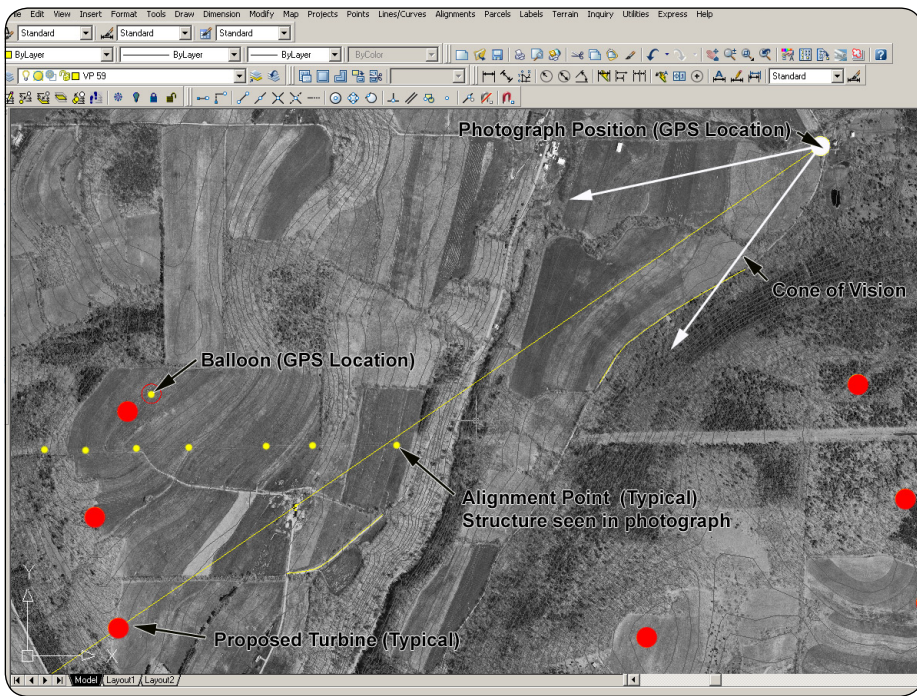 File Edit View Insert Format Tools Draw Dimension Modify Map Projects Points Lines/Curves Alignments Parcels Labels Terrain Inquiry Utilities Express Help
Standard Standard Standard
ByLayer ByLayer ByLayer ByColor
VP 59 Standard
Photograph Position (GPS Location)
Cone of Vision
Balloon (GPS Location)
Alignment Point (Typical)
Structure seen in photograph
Proposed Turbine (Typical)
Y
X
Model Layout1 Layout2